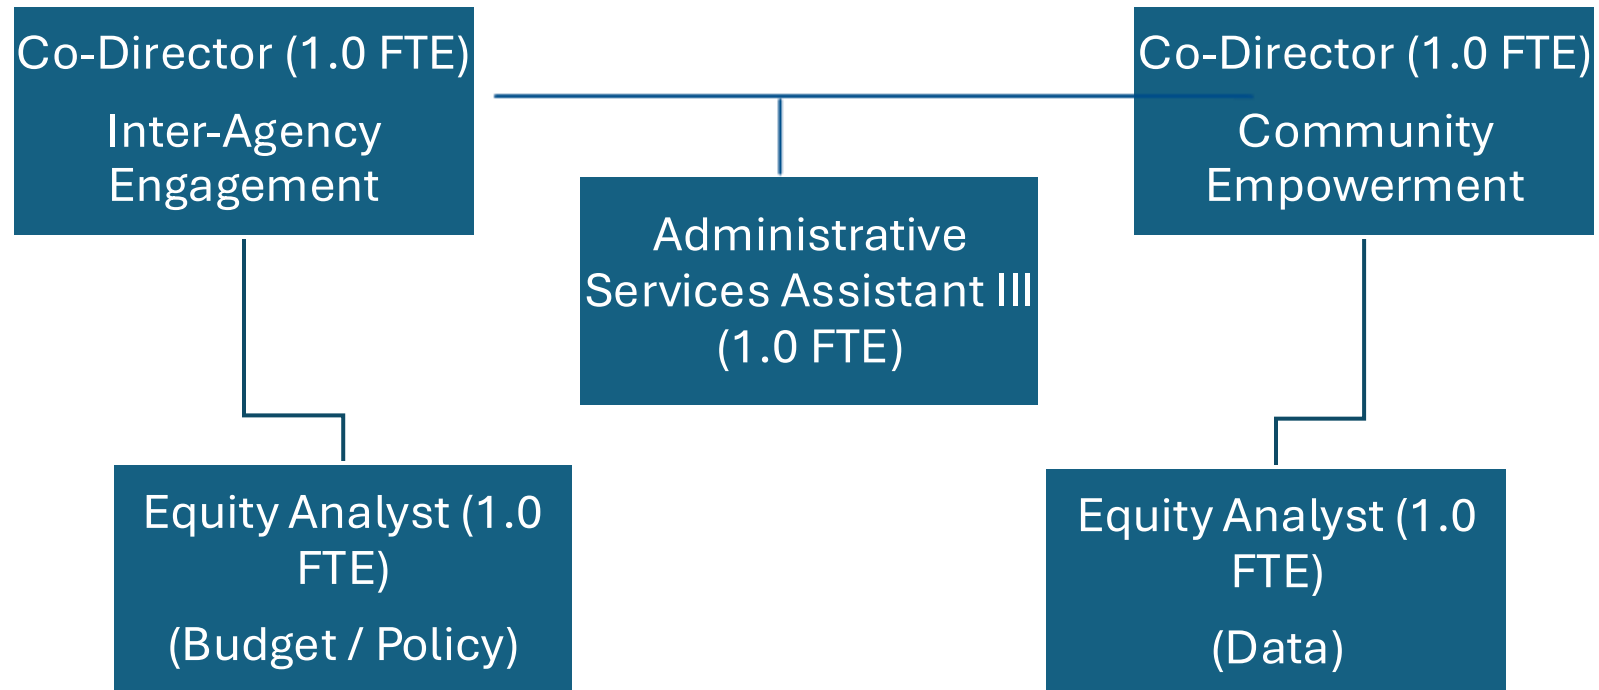 Co-Director (1.0 FTE)
Inter-Agency
Engagement
Co-Director (1.0 FTE)
Community
Empowerment
Administrative
Services Assistant III
(1.0 FTE)
Equity Analyst (1.0
FTE)
(Budget / Policy)
Equity Analyst (1.0
FTE)
(Data)